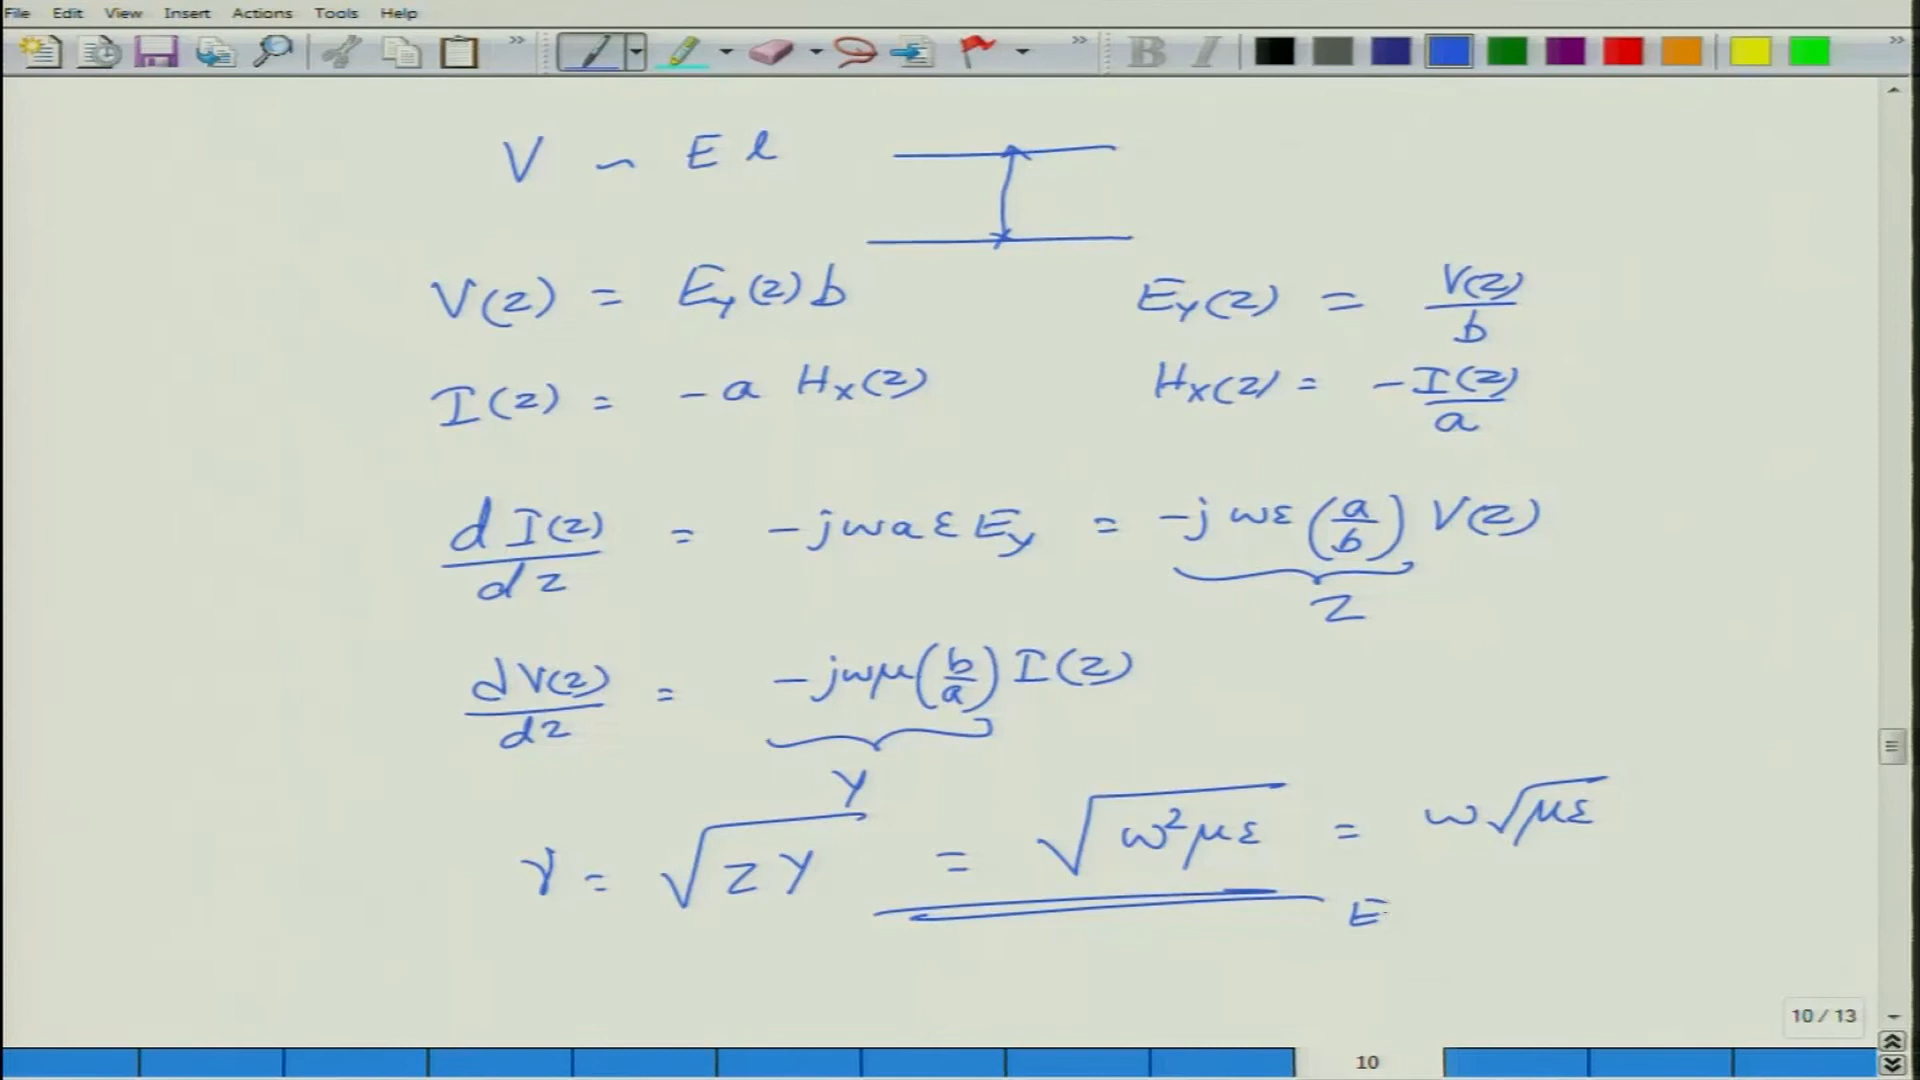 File Edit View Insert Actions Tools Help
B I
V ~ E l
V(z) = E_y(z) b
E_y(z) = V(z)/b
I(z) = -a H_x(z)
H_x(z) = -I(z)/a
dI(z)/dz = -jωaεE_y = -jωε(a/b) V(z)
Z
dV(z)/dz = -jωμ(b/a) I(z)
Y
γ = √ZY = √ω²με = ω√με
E
10 / 13
10